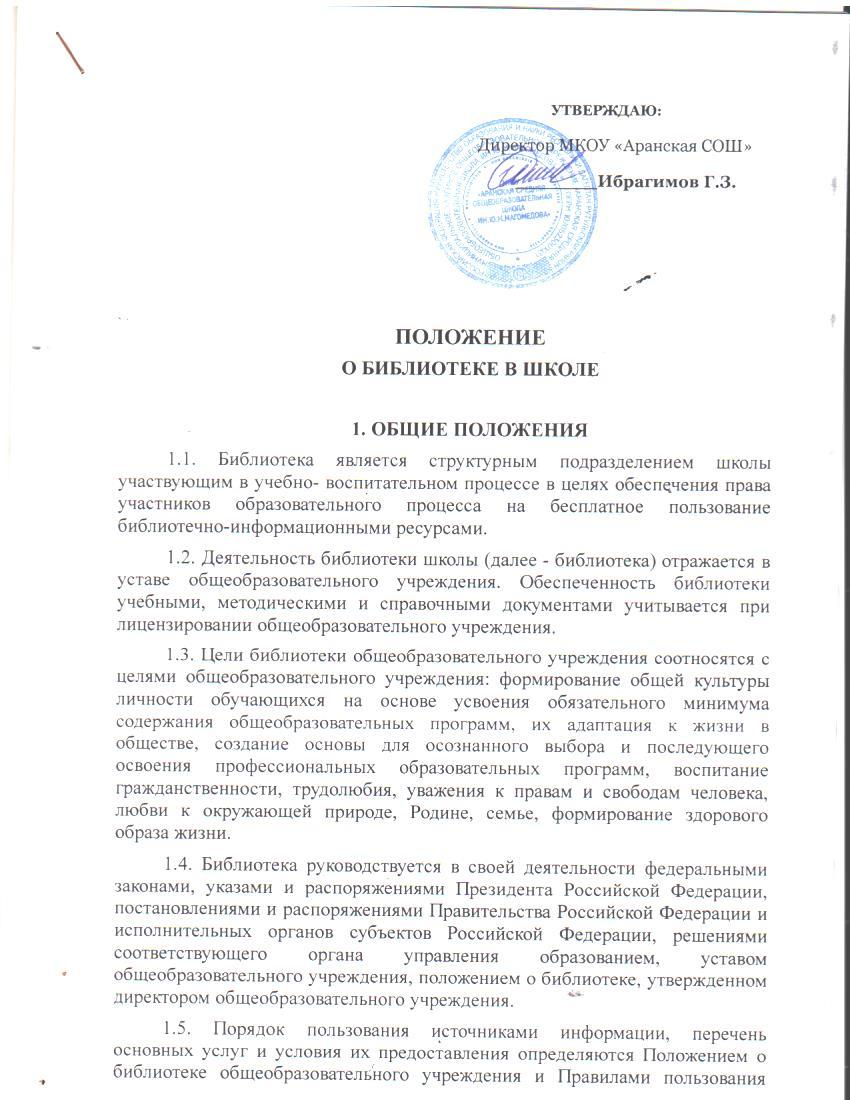 УТВЕРЖДАЮ:
Директор МКОУ «Аранская СОШ»
Ибрагимов Г.З.
«АРАНСКАЯ СРЕДНЯЯ
ОБЩЕОБРАЗОВАТЕЛЬНАЯ
ШКОЛА
ИМ.Ю.Н.МАГОМЕДОВА»
ПОЛОЖЕНИЕ
О БИБЛИОТЕКЕ В ШКОЛЕ
1. ОБЩИЕ ПОЛОЖЕНИЯ
1.1. Библиотека является структурным подразделением школы
участвующим в учебно- воспитательном процессе в целях обеспечения права
участников образовательного процесса на бесплатное пользование
библиотечно-информационными ресурсами.
1.2. Деятельность библиотеки школы (далее - библиотека) отражается в
уставе общеобразовательного учреждения. Обеспеченность библиотеки
учебными, методическими и справочными документами учитывается при
лицензировании общеобразовательного учреждения.
1.3. Цели библиотеки общеобразовательного учреждения соотносятся с
целями общеобразовательного учреждения: формирование общей культуры
личности обучающихся на основе усвоения обязательного минимума
содержания общеобразовательных программ, их адаптация к жизни в
обществе, создание основы для осознанного выбора и последующего
освоения профессиональных образовательных программ, воспитание
гражданственности, трудолюбия, уважения к правам и свободам человека,
любви к окружающей природе, Родине, семье, формирование здорового
образа жизни.
1.4. Библиотека руководствуется в своей деятельности федеральными
законами, указами и распоряжениями Президента Российской Федерации,
постановлениями и распоряжениями Правительства Российской Федерации и
исполнительных органов субъектов Российской Федерации, решениями
соответствующего органа управления образованием, уставом
общеобразовательного учреждения, положением о библиотеке, утвержденном
директором общеобразовательного учреждения.
1.5. Порядок пользования источниками информации, перечень
основных услуг и условия их предоставления определяются Положением о
библиотеке общеобразовательного учреждения и Правилами пользования